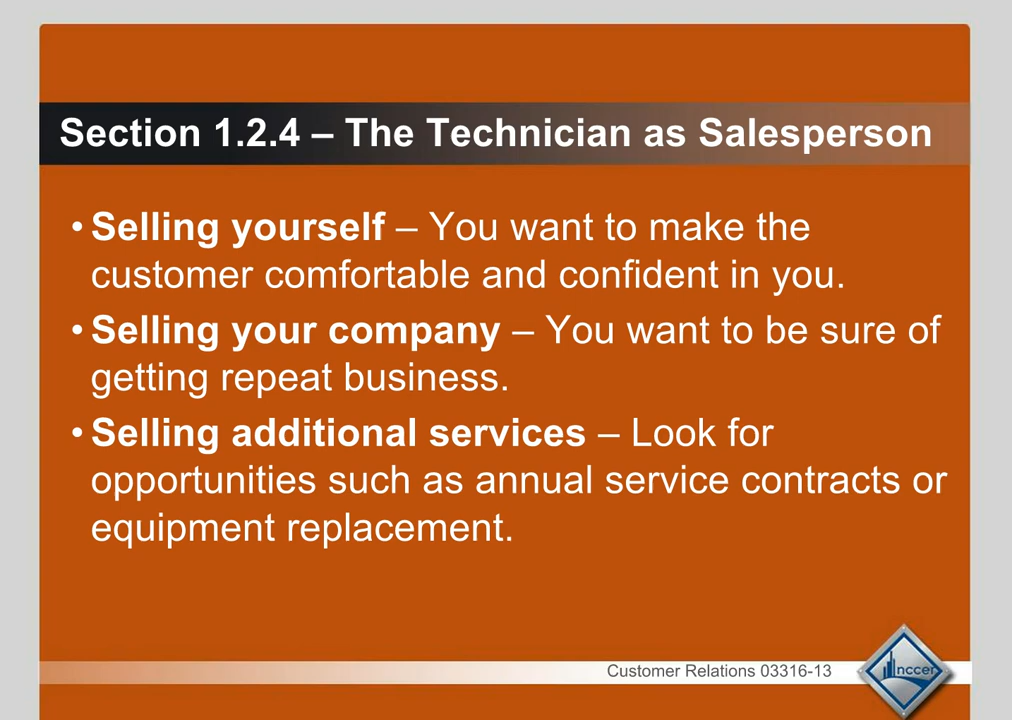 Section 1.2.4 – The Technician as Salesperson
• Selling yourself – You want to make the
customer comfortable and confident in you.
• Selling your company – You want to be sure of
getting repeat business.
• Selling additional services – Look for
opportunities such as annual service contracts or
equipment replacement.
Customer Relations 03316-13
nccer